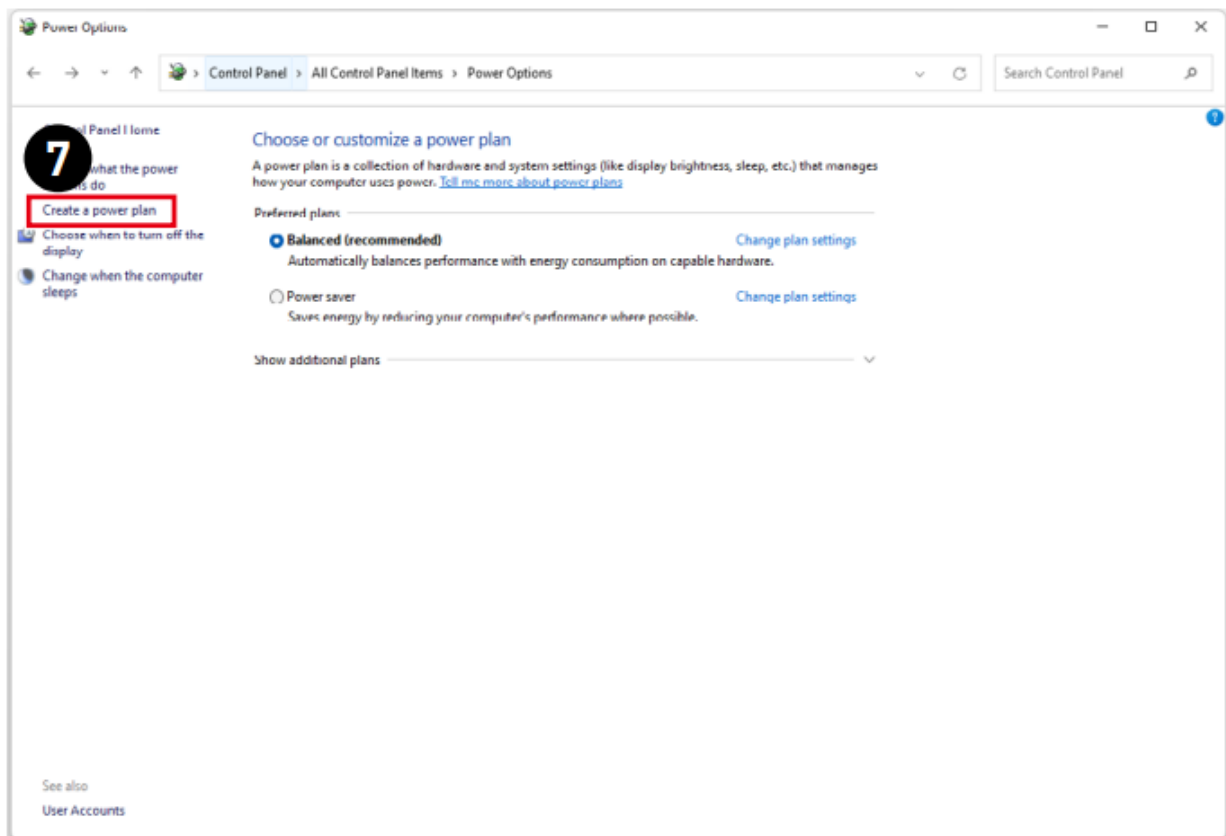 Power Options
Control Panel > All Control Panel Items > Power Options
Search Control Panel
Panel Home
7
what the power
do
Create a power plan
Choose when to turn off the
display
Change when the computer
sleeps
Choose or customize a power plan
A power plan is a collection of hardware and system settings (like display brightness, sleep, etc.) that manages
how your computer uses power. Tell me more about power plans
Preferred plans
Balanced (recommended)
Change plan settings
Automatically balances performance with energy consumption on capable hardware.
Power saver
Change plan settings
Saves energy by reducing your computer's performance where possible.
Show additional plans
See also
User Accounts